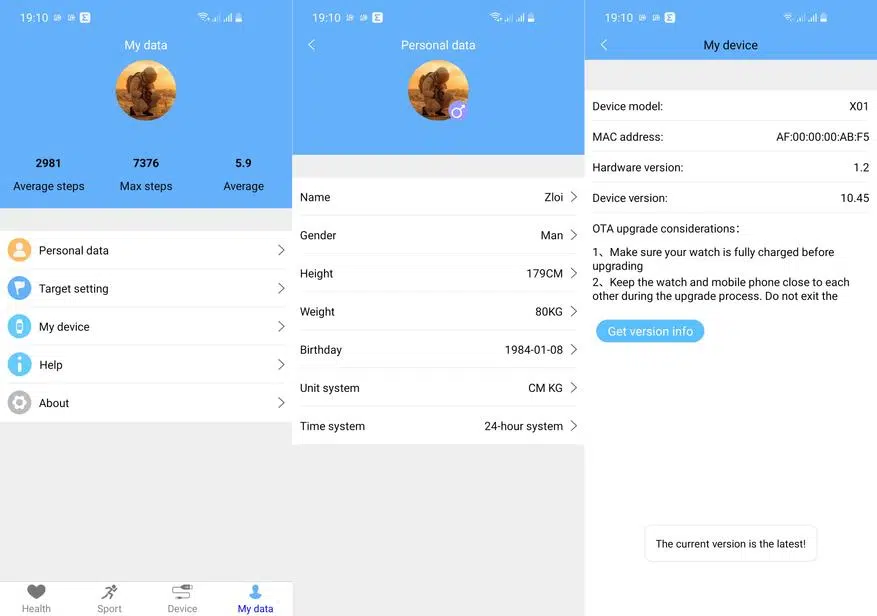 19:10
My data
2981 7376 5.9
Average steps Max steps Average
Personal data
Target setting
My device
Help
About
Health Sport Device My data
19:10
Personal data
Name Zloi
Gender Man
Height 179CM
Weight 80KG
Birthday 1984-01-08
Unit system CM KG
Time system 24-hour system
19:10
My device
Device model: X01
MAC address: AF:00:00:00:AB:F5
Hardware version: 1.2
Device version: 10.45
OTA upgrade considerations：
1、Make sure your watch is fully charged before
upgrading
2、Keep the watch and mobile phone close to each
other during the upgrade process. Do not exit the
Get version info
The current version is the latest!